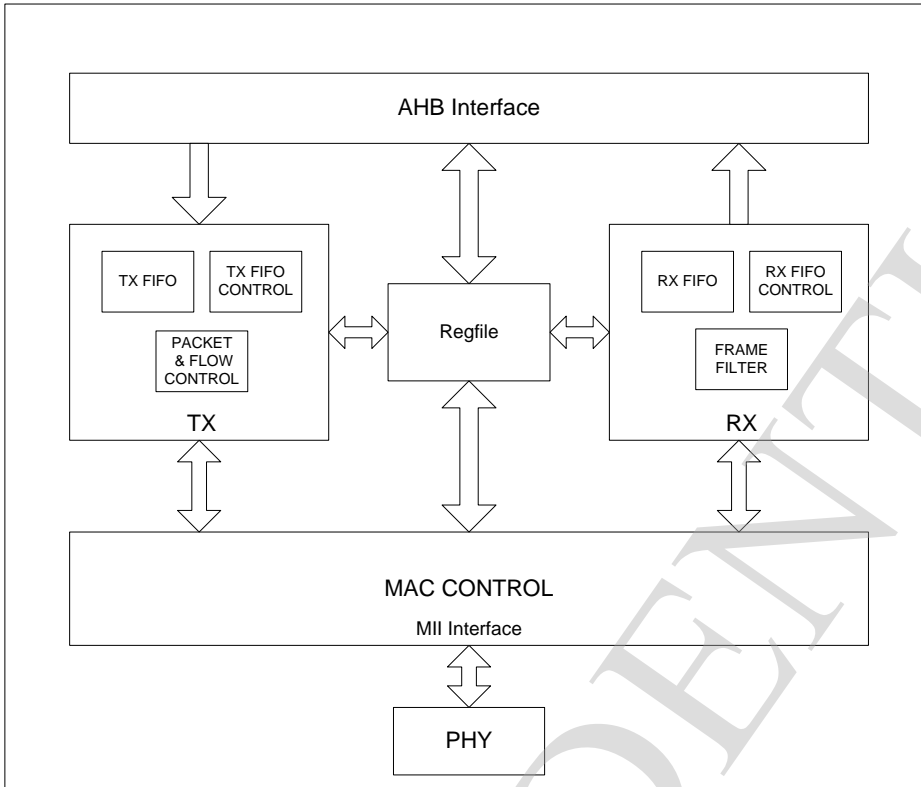 AHB Interface
TX FIFO
TX FIFO
CONTROL
PACKET
& FLOW
CONTROL
TX
Regfile
RX FIFO
RX FIFO
CONTROL
FRAME
FILTER
RX
MAC CONTROL
MII Interface
PHY
DENTI